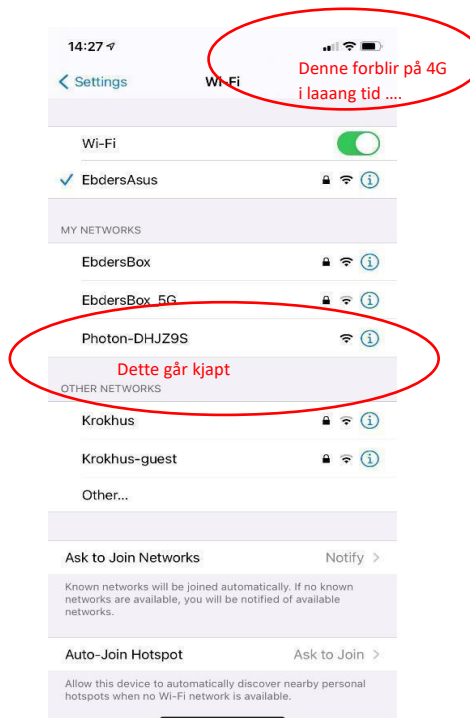 14:27
Denne forblir på 4G
i laaang tid ....
Settings
Wi-Fi
Wi-Fi
EbdersAsus
MY NETWORKS
EbdersBox
EbdersBox_5G
Photon-DHJZ9S
Dette går kjapt
OTHER NETWORKS
Krokhus
Krokhus-guest
Other...
Ask to Join Networks Notify
Known networks will be joined automatically. If no known
networks are available, you will be notified of available
networks.
Auto-Join Hotspot Ask to Join
Allow this device to automatically discover nearby personal
hotspots when no Wi-Fi network is available.